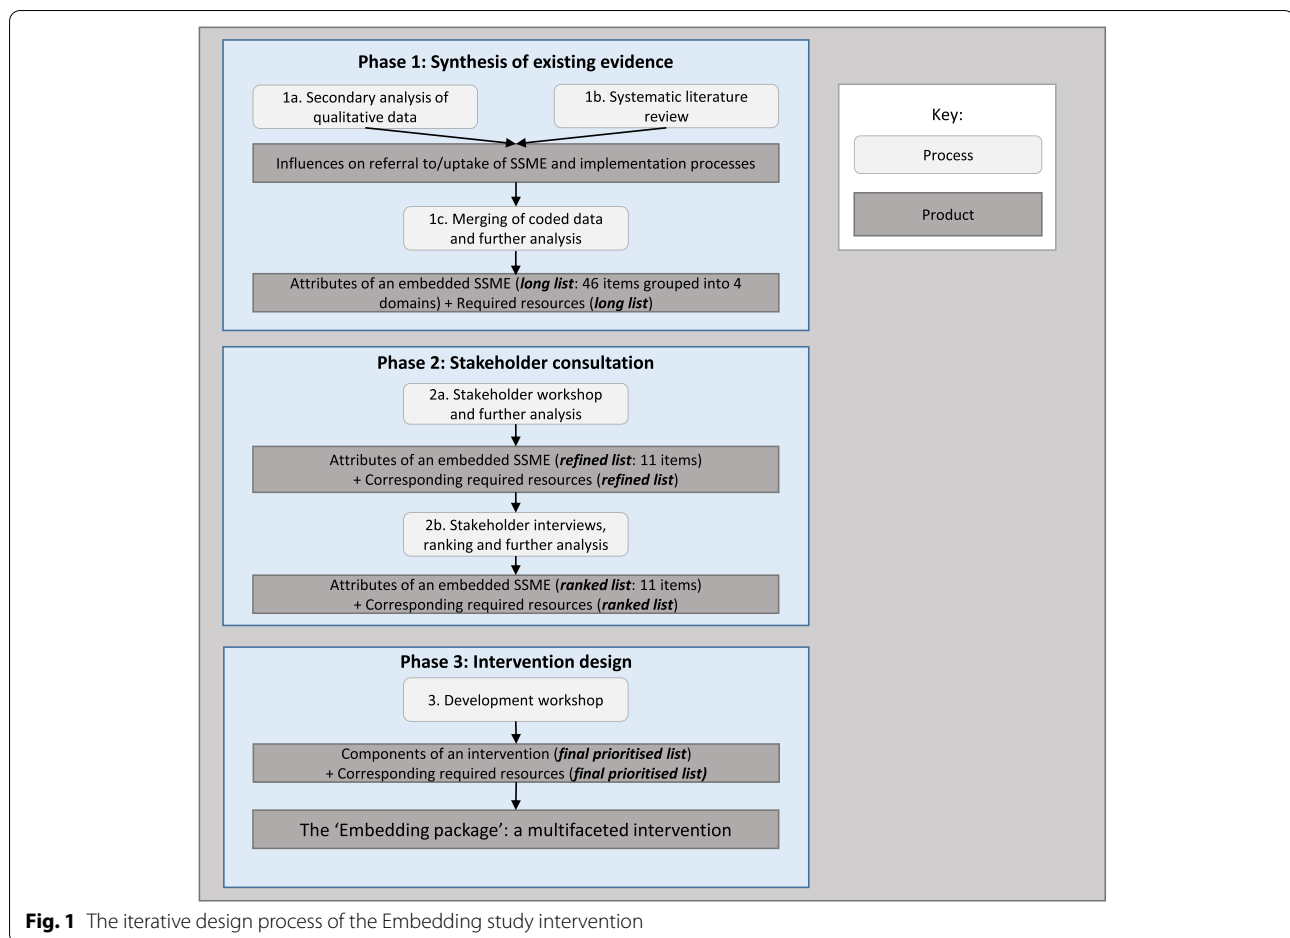 Phase 1: Synthesis of existing evidence
1a. Secondary analysis of
qualitative data
1b. Systematic literature
review
Influences on referral to/uptake of SSME and implementation processes
1c. Merging of coded data
and further analysis
Attributes of an embedded SSME (long list: 46 items grouped into 4
domains) + Required resources (long list)
Phase 2: Stakeholder consultation
2a. Stakeholder workshop
and further analysis
Attributes of an embedded SSME (refined list: 11 items)
+ Corresponding required resources (refined list)
2b. Stakeholder interviews,
ranking and further analysis
Attributes of an embedded SSME (ranked list: 11 items)
+ Corresponding required resources (ranked list)
Phase 3: Intervention design
3. Development workshop
Components of an intervention (final prioritised list)
+ Corresponding required resources (final prioritised list)
The ‘Embedding package’: a multifaceted intervention
Key:
Process
Product
Fig. 1 The iterative design process of the Embedding study intervention